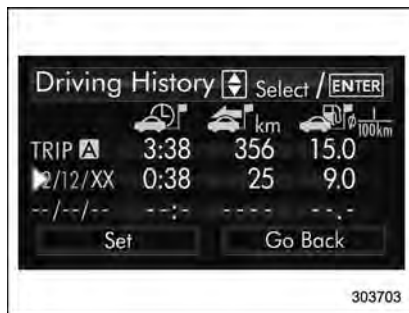 Driving History Select / ENTER
km ø l/100km
TRIP A 3:38 356 15.0
2/12/XX 0:38 25 9.0
--/--/-- --:- ---- --.-
Set Go Back
303703